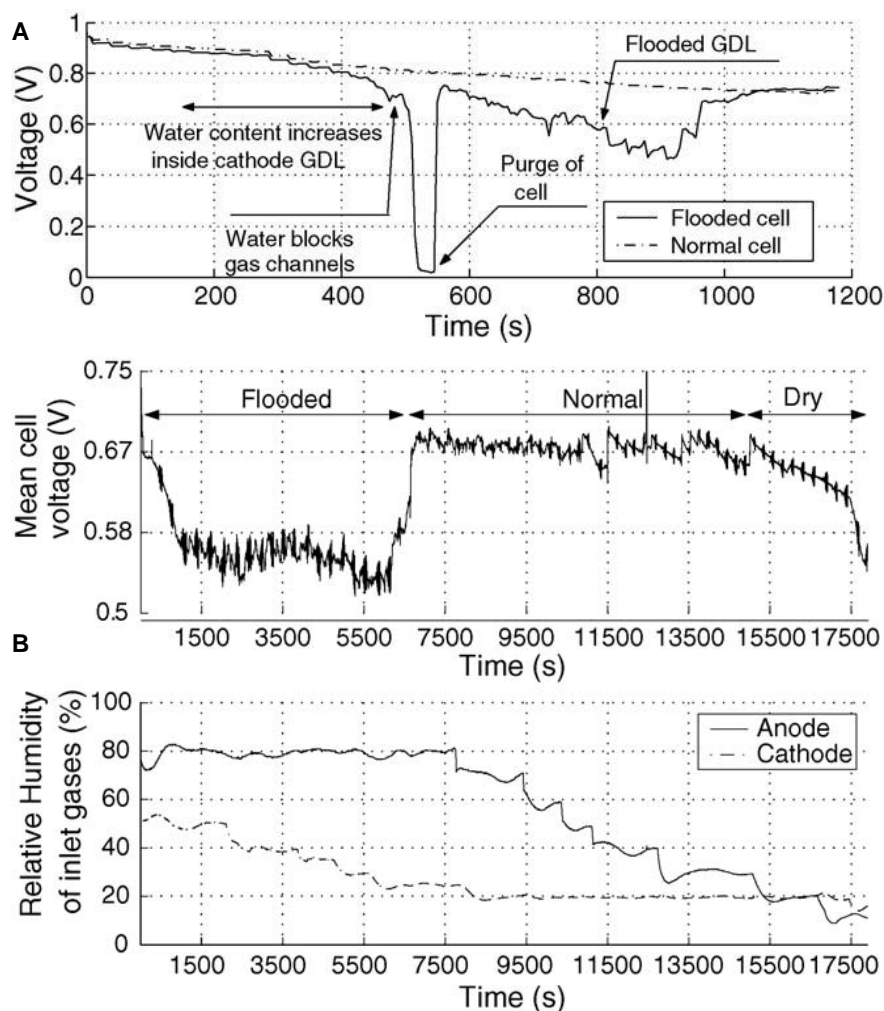 A
Voltage (V)
1
0.8
0.6
0.4
0.2
0
Flooded GDL
Water content increases
inside cathode GDL
Purge of
cell
Water blocks
gas channels
Flooded cell
Normal cell
0 200 400 600 800 1000 1200
Time (s)
Mean cell
voltage (V)
0.75
0.67
0.58
0.5
Flooded Normal Dry
1500 3500 5500 7500 9500 11500 13500 15500 17500
Time (s)
B
Relative Humidity
of inlet gases (%)
100
80
60
40
20
0
Anode
Cathode
1500 3500 5500 7500 9500 11500 13500 15500 17500
Time (s)